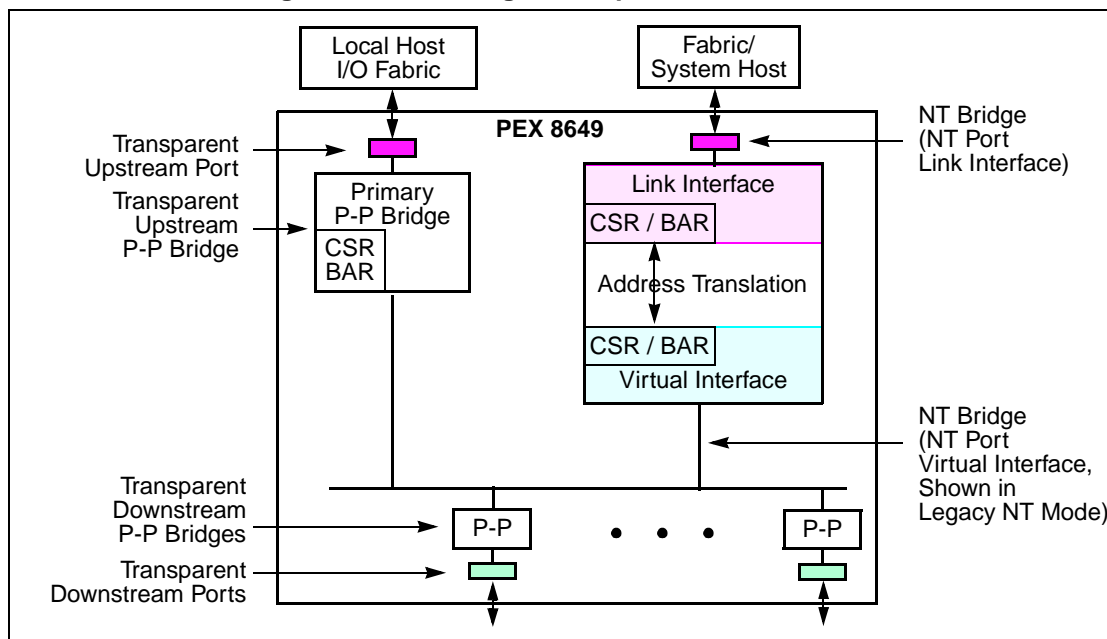 Local Host
I/O Fabric
Fabric/
System Host
PEX 8649
Transparent
Upstream Port
NT Bridge
(NT Port
Link Interface)
Transparent
Upstream
P-P Bridge
Primary
P-P Bridge
CSR
BAR
Link Interface
CSR / BAR
Address Translation
CSR / BAR
Virtual Interface
NT Bridge
(NT Port
Virtual Interface,
Shown in
Legacy NT Mode)
Transparent
Downstream
P-P Bridges
P-P
• • •
P-P
Transparent
Downstream Ports